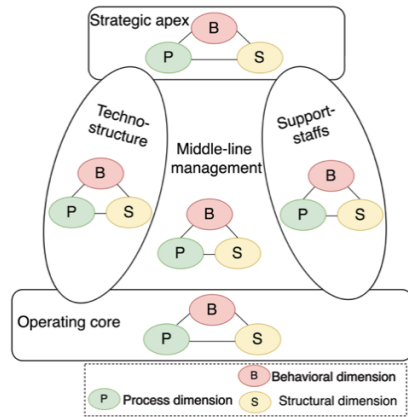 Strategic apex
B
P
S
Techno-
structure
B
P
S
Middle-line
management
B
P
S
Support-
staffs
B
P
S
Operating core
B
P
S
B Behavioral dimension
P Process dimension
S Structural dimension